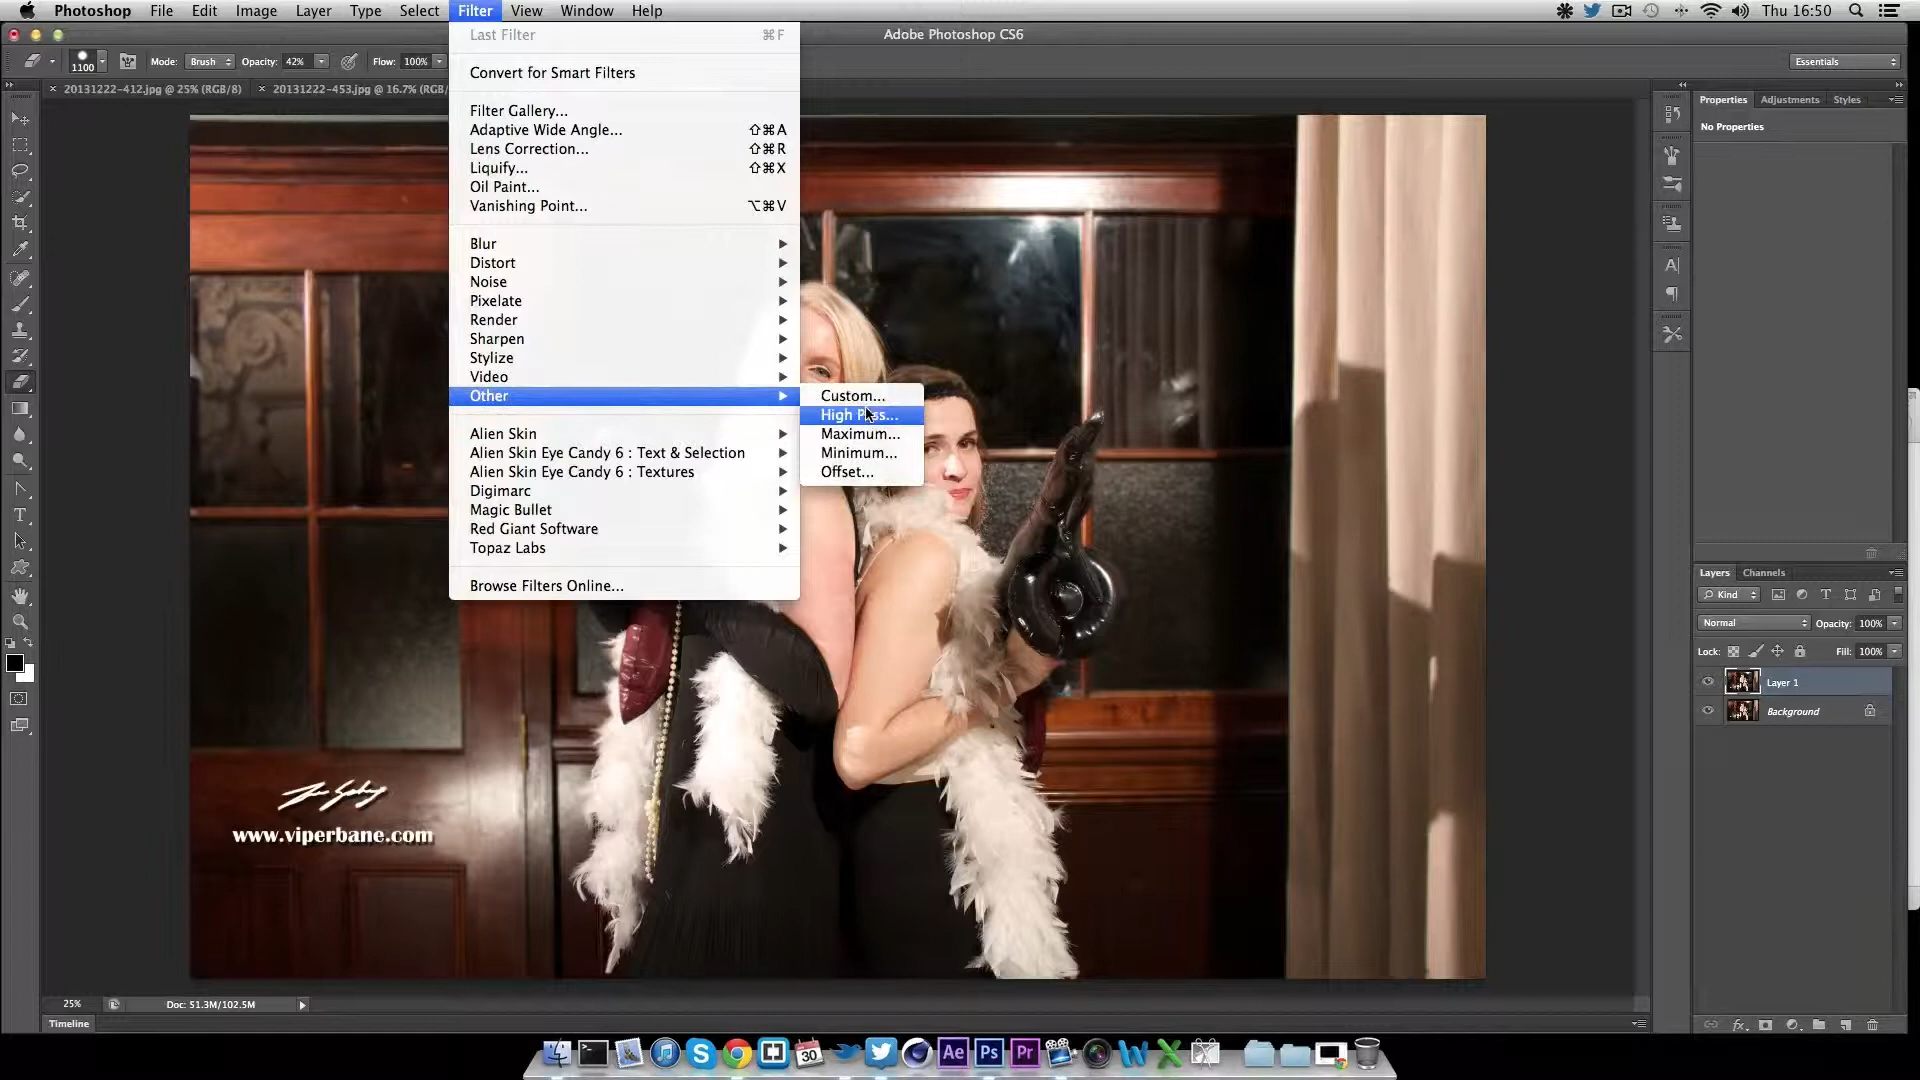 Photoshop File Edit Image Layer Type Select Filter View Window Help Thu 16:50
Adobe Photoshop CS6
1100 Mode: Brush Opacity: 42% Flow: 100% Essentials
× 20131222-412.jpg @ 25% (RGB/8) × 20131222-453.jpg @ 16.7% (RGB/
Last Filter ⌘F
Convert for Smart Filters
Filter Gallery...
Adaptive Wide Angle... ⇧⌘A
Lens Correction... ⇧⌘R
Liquify... ⇧⌘X
Oil Paint...
Vanishing Point... ⌥⌘V
Blur
Distort
Noise
Pixelate
Render
Sharpen
Stylize
Video
Other
Alien Skin
Alien Skin Eye Candy 6 : Text & Selection
Alien Skin Eye Candy 6 : Textures
Digimarc
Magic Bullet
Red Giant Software
Topaz Labs
Browse Filters Online...
Custom...
High Pass...
Maximum...
Minimum...
Offset...
Properties Adjustments Styles
No Properties
Layers Channels
Kind
Normal Opacity: 100%
Lock: Fill: 100%
Layer 1
Background
www.viperbane.com
25% Doc: 51.3M/102.5M
Timeline
30 Ae Ps Pr